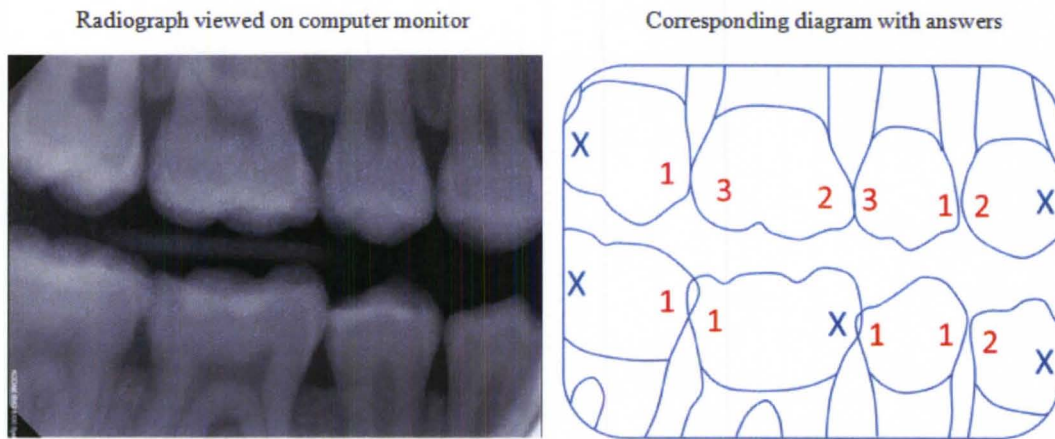 Radiograph viewed on computer monitor
Corresponding diagram with answers
X 1 3 2 3 1 2 X
X 1 1 X 1 1 2 X